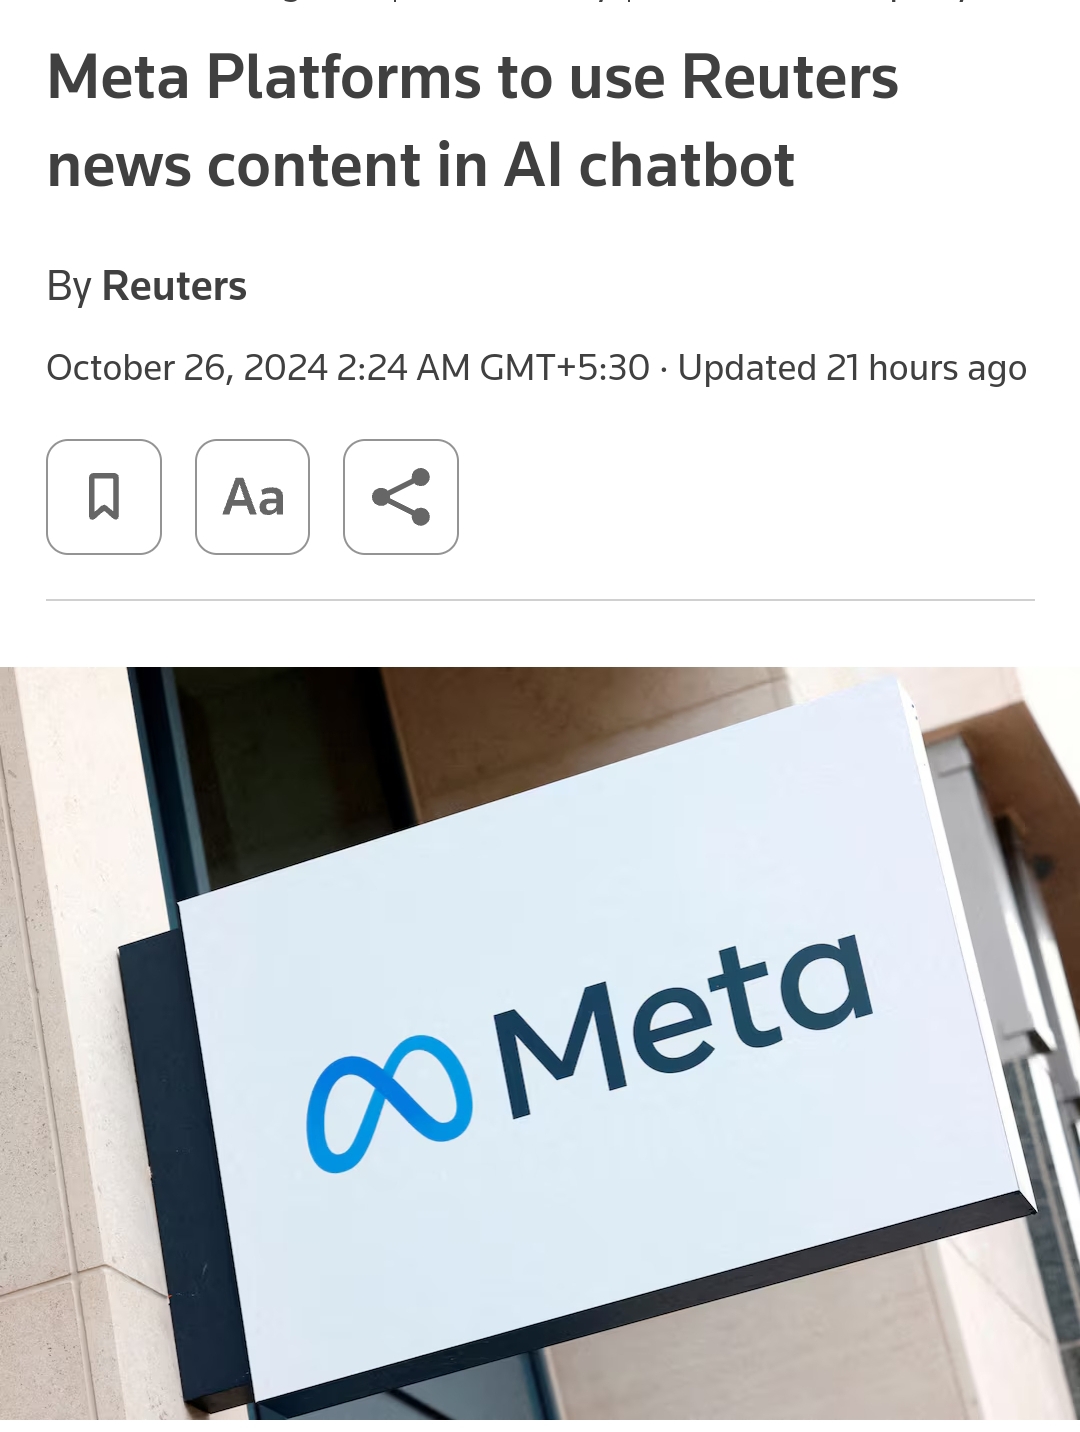 Meta Platforms to use Reuters
news content in AI chatbot
By Reuters
October 26, 2024 2:24 AM GMT+5:30 · Updated 21 hours ago
Aa
Meta